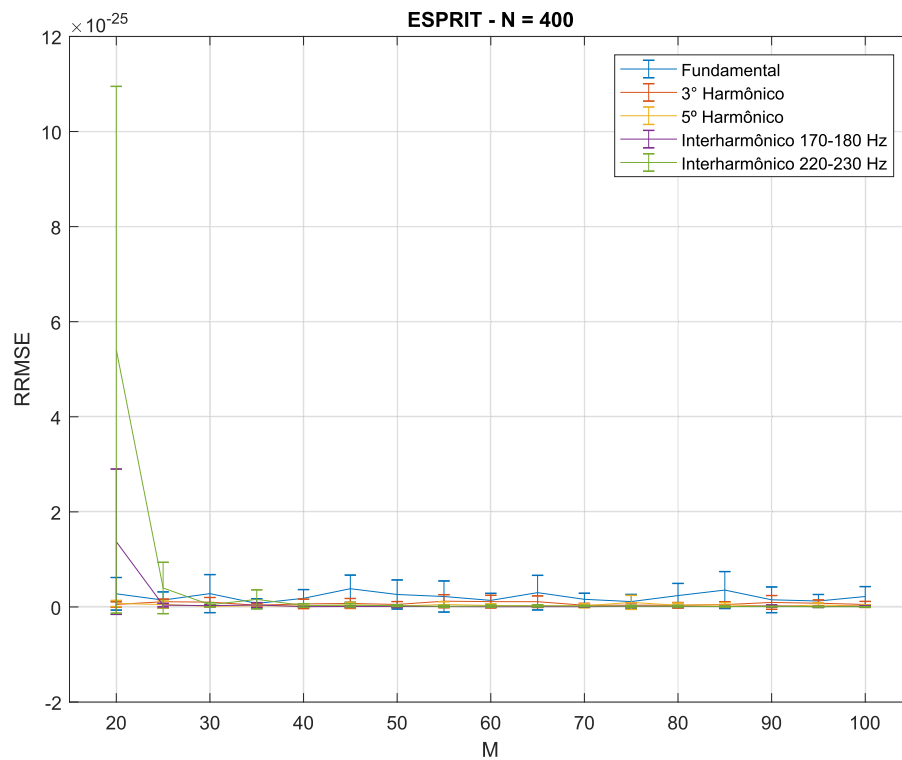 ESPRIT - N = 400
× 10^-25
12
10
8
6
4
2
0
-2
RRMSE
20 30 40 50 60 70 80 90 100
M
Fundamental
3° Harmônico
5º Harmônico
Interharmônico 170-180 Hz
Interharmônico 220-230 Hz